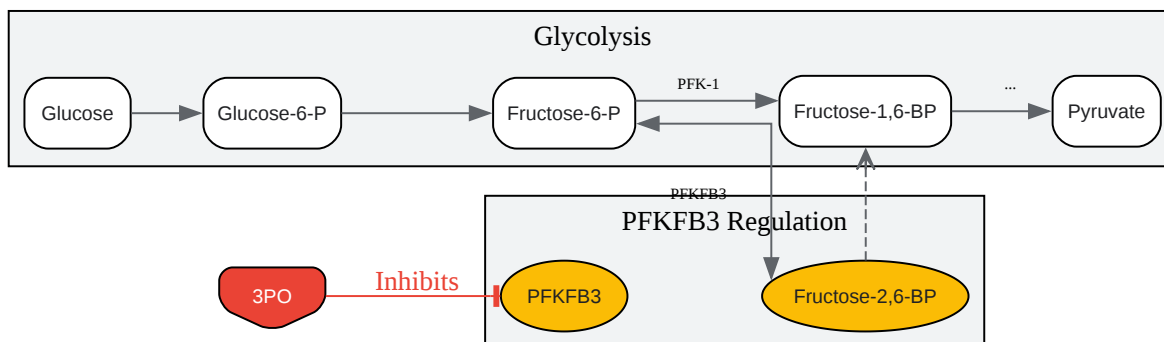 Glycolysis
Glucose
Glucose-6-P
Fructose-6-P
PFK-1
Fructose-1,6-BP
...
Pyruvate
PFKFB3
PFKFB3 Regulation
3PO
Inhibits
PFKFB3
Fructose-2,6-BP